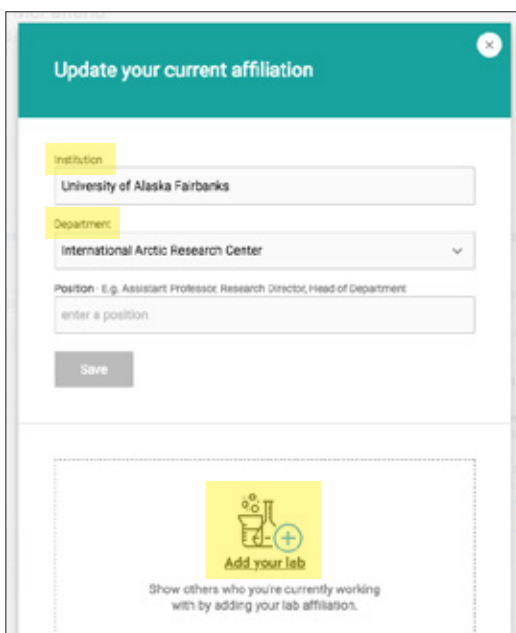 Update your current affiliation
Institution
University of Alaska Fairbanks
Department
International Arctic Research Center
Position - E.g. Assistant Professor, Research Director, Head of Department
enter a position
Save
Add your lab
Show others who you're currently working
with by adding your lab affiliation.